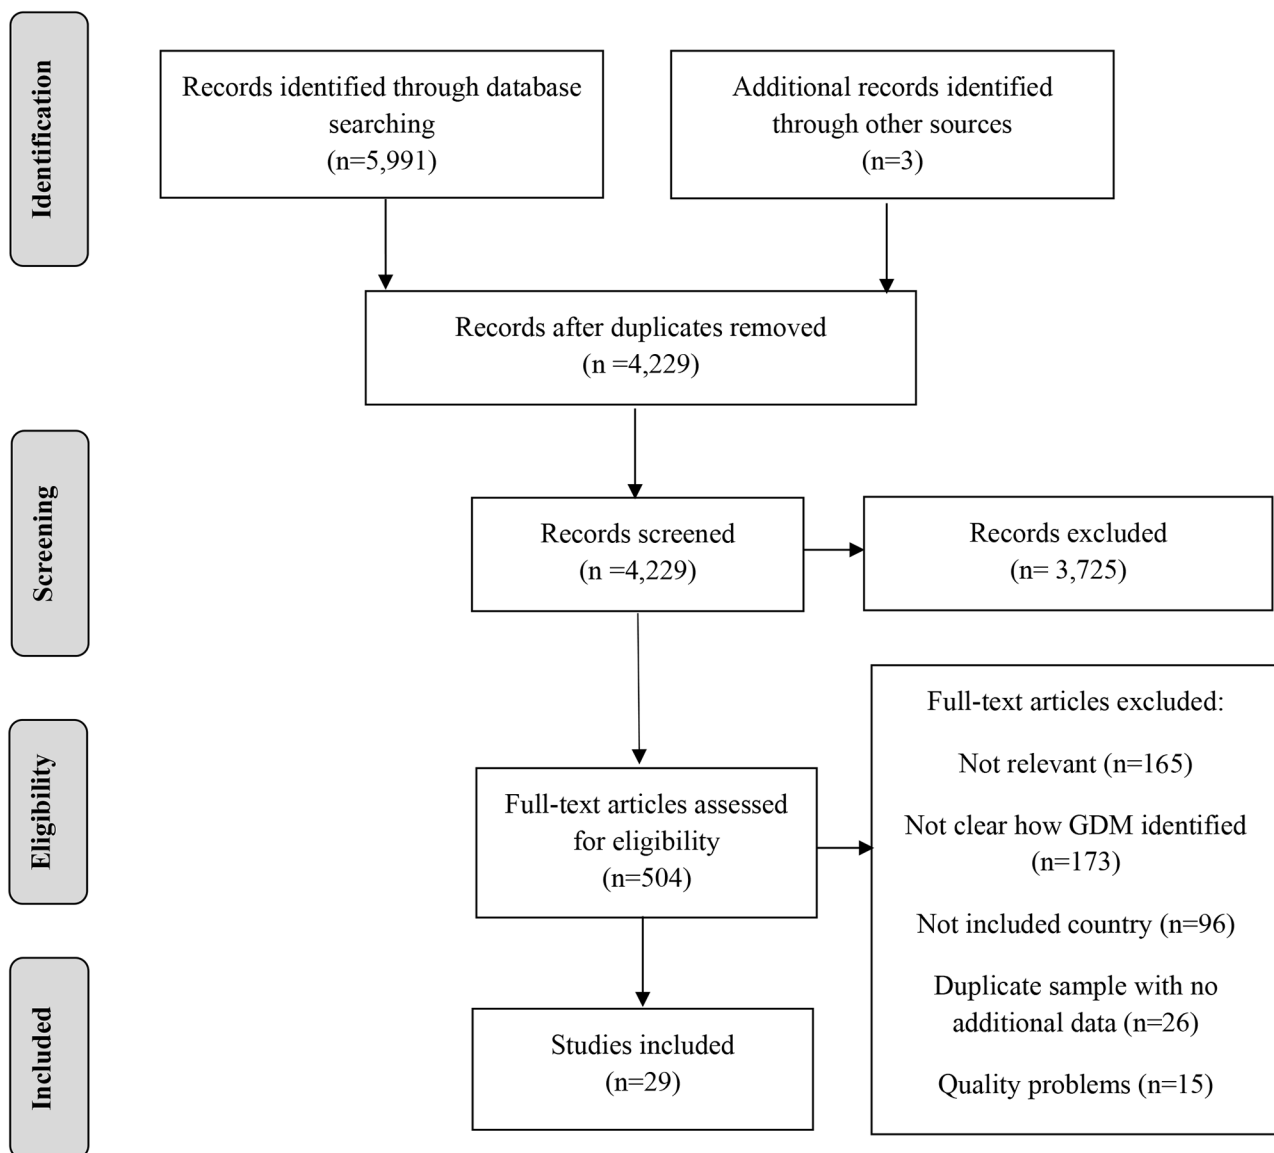 Identification
Records identified through database
searching
(n=5,991)
Additional records identified
through other sources
(n=3)
Records after duplicates removed
(n =4,229)
Screening
Records screened
(n =4,229)
Records excluded
(n= 3,725)
Eligibility
Full-text articles assessed
for eligibility
(n=504)
Full-text articles excluded:
Not relevant (n=165)
Not clear how GDM identified
(n=173)
Not included country (n=96)
Duplicate sample with no
additional data (n=26)
Quality problems (n=15)
Included
Studies included
(n=29)